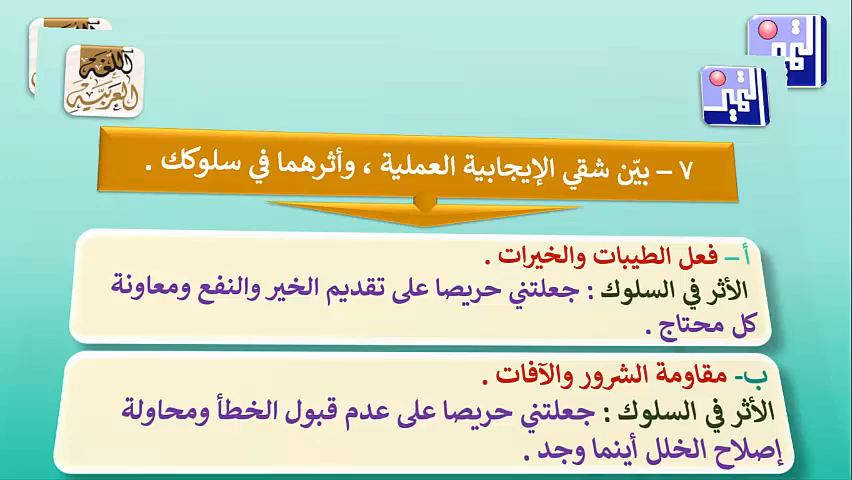 اللغة العربية
التميز
٧ – بيّن شقي الإيجابية العملية ، وأثرهما في سلوكك .
أ – فعل الطيبات والخيرات .
الأثر في السلوك : جعلتني حريصا على تقديم الخير والنفع ومعاونة
كل محتاج .
ب- مقاومة الشرور والآفات .
الأثر في السلوك : جعلتني حريصا على عدم قبول الخطأ ومحاولة
إصلاح الخلل أينما وجد .